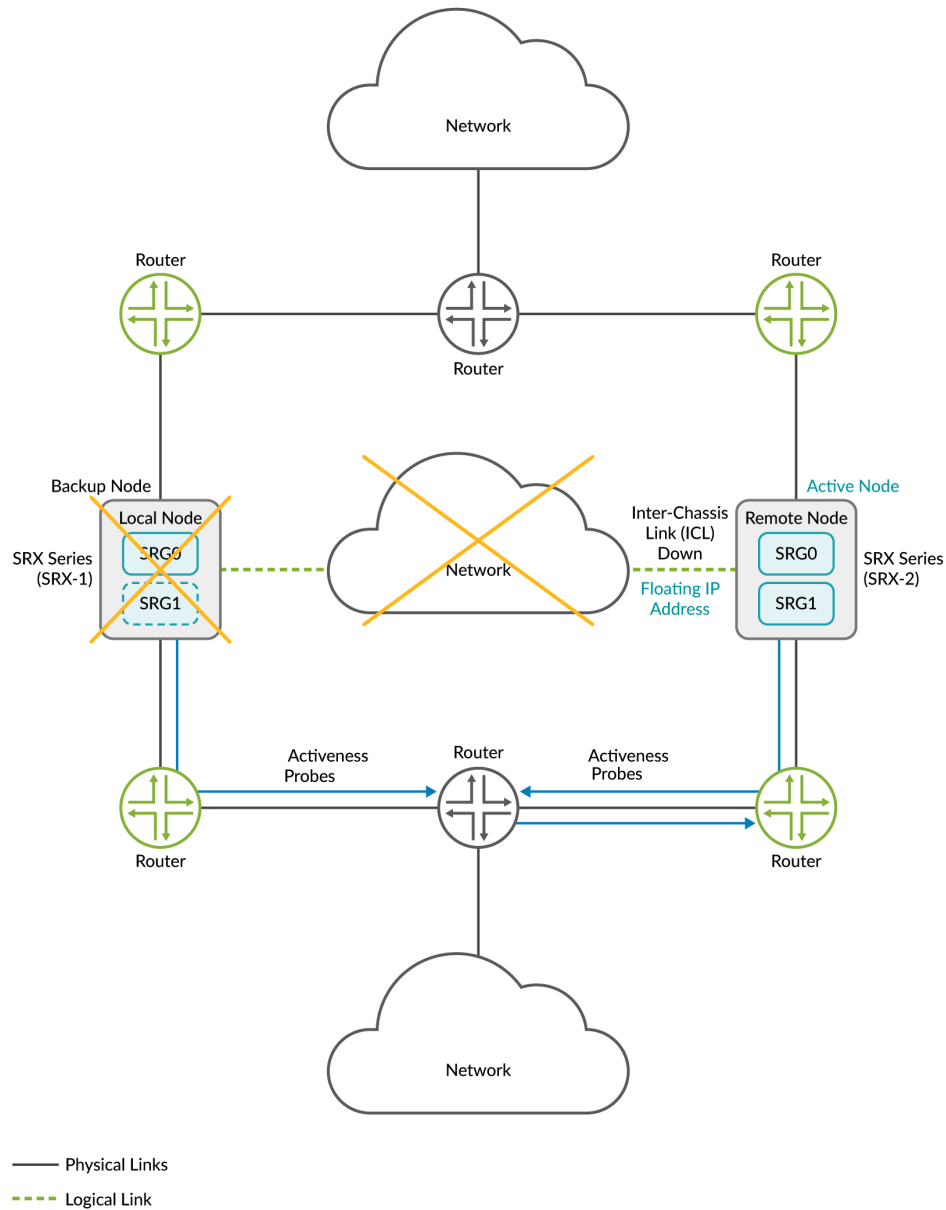 Network
Router
Router
Router
Backup Node
Active Node
Local Node
SRG0
SRG1
SRX Series
(SRX-1)
Network
Inter-Chassis
Link (ICL)
Down
Floating IP
Address
Remote Node
SRG0
SRG1
SRX Series
(SRX-2)
Activeness
Probes
Router
Activeness
Probes
Router
Router
Network
Physical Links
Logical Link